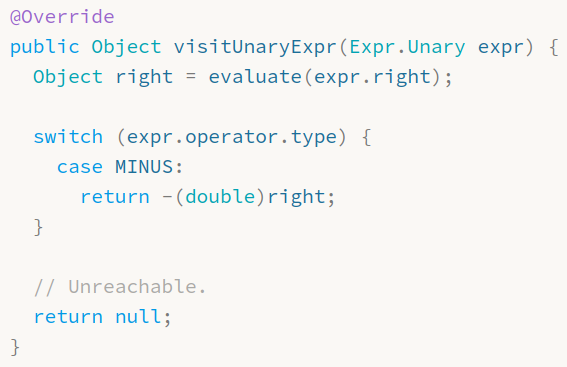 @Override
public Object visitUnaryExpr(Expr.Unary expr) {
  Object right = evaluate(expr.right);

  switch (expr.operator.type) {
    case MINUS:
      return -(double)right;
  }

  // Unreachable.
  return null;
}